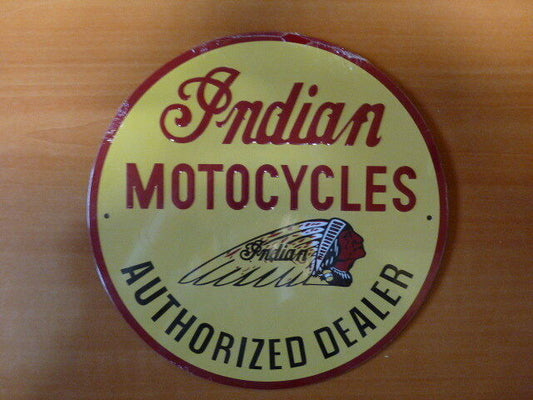 Indian
MOTOCYCLES
Indian
AUTHORIZED DEALER